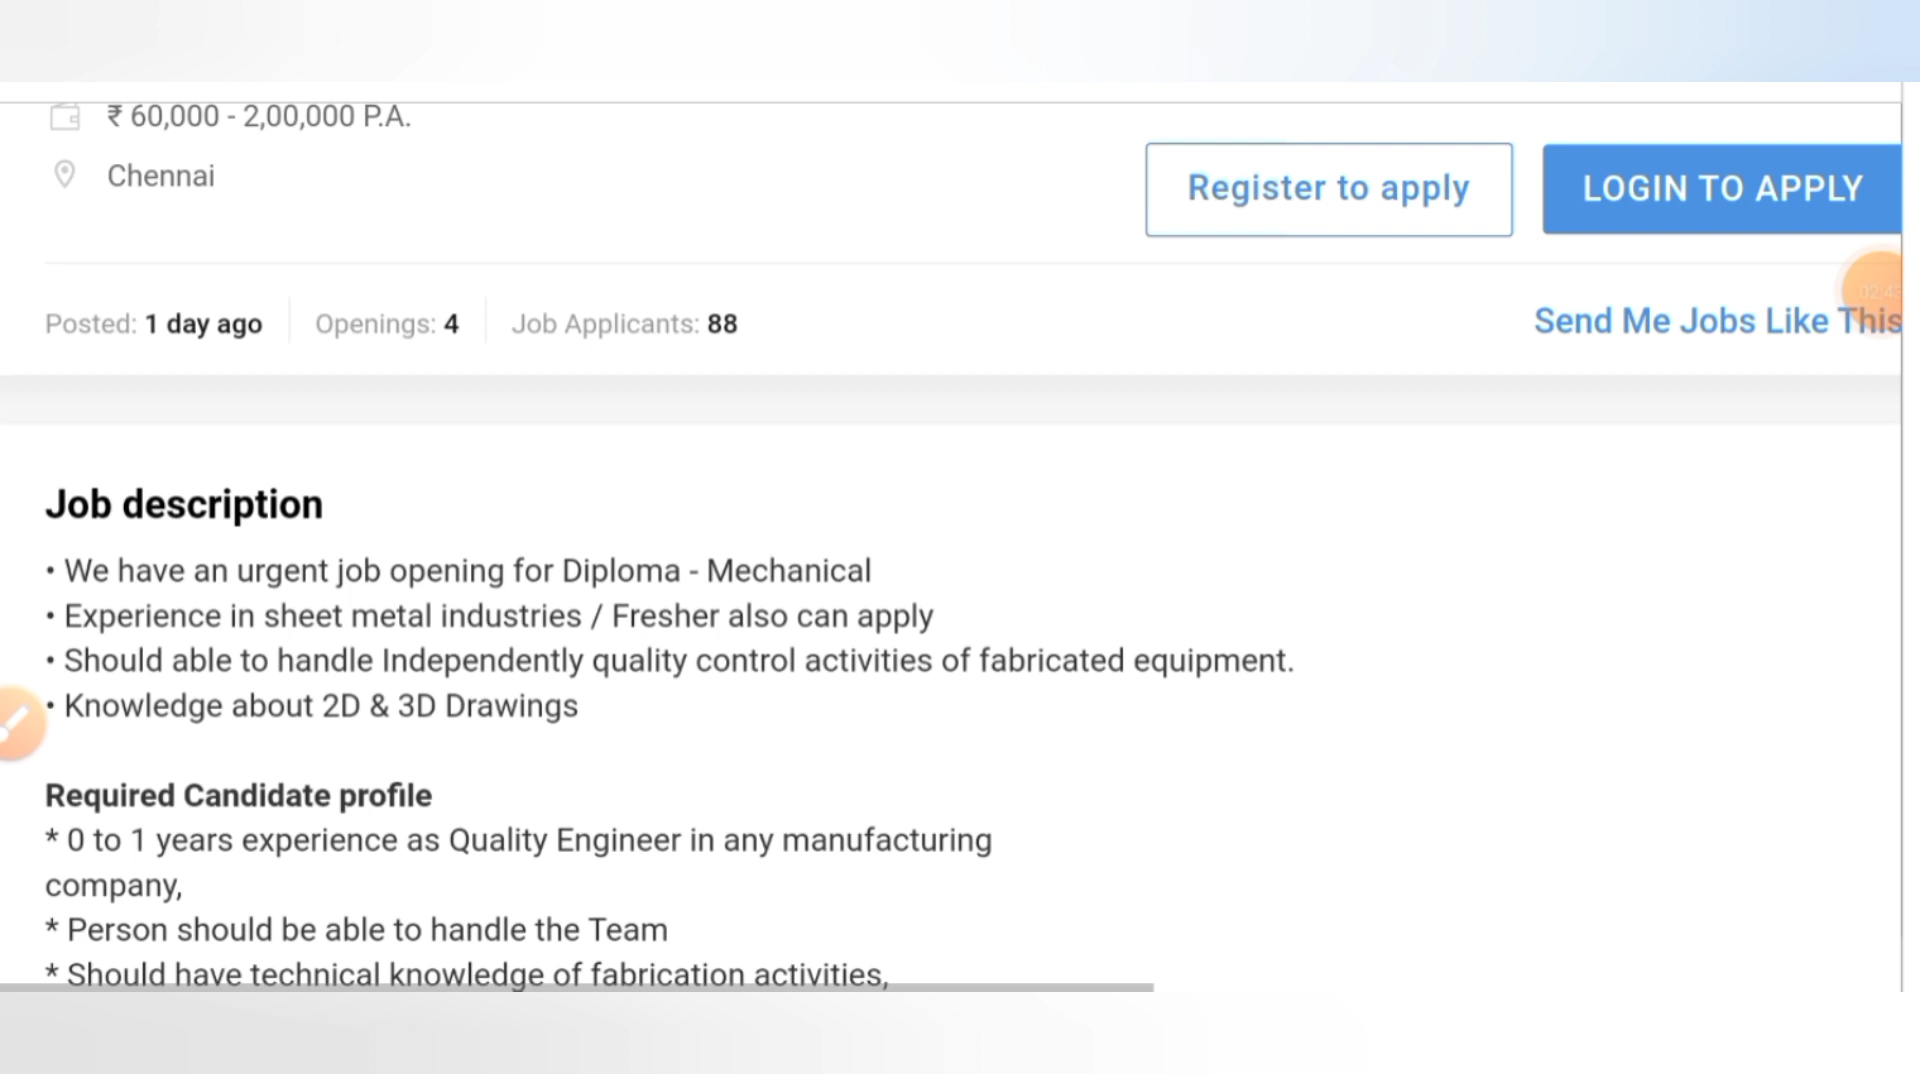 ₹ 60,000 - 2,00,000 P.A.
Chennai
Register to apply
LOGIN TO APPLY
Posted: 1 day ago
Openings: 4
Job Applicants: 88
Send Me Jobs Like This
Job description
• We have an urgent job opening for Diploma - Mechanical
• Experience in sheet metal industries / Fresher also can apply
• Should able to handle Independently quality control activities of fabricated equipment.
• Knowledge about 2D & 3D Drawings
Required Candidate profile
* 0 to 1 years experience as Quality Engineer in any manufacturing
company,
* Person should be able to handle the Team
* Should have technical knowledge of fabrication activities,